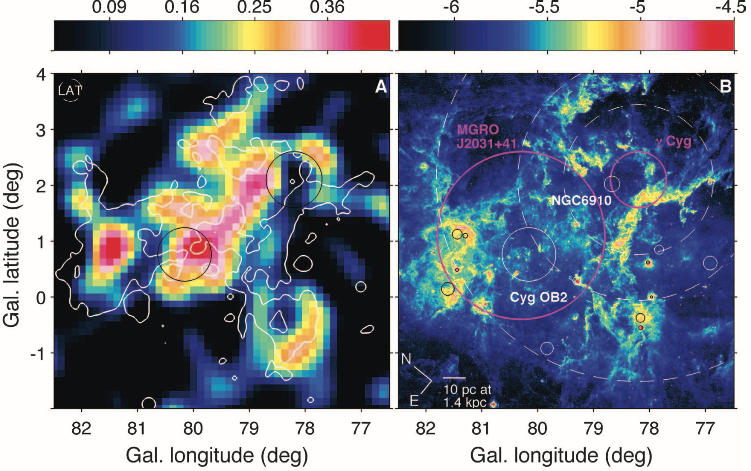 0.09 0.16 0.25 0.36
-6 -5.5 -5 -4.5
4
3
2
1
0
-1
Gal. latitude (deg)
LAT
A
82 81 80 79 78 77
Gal. longitude (deg)
B
MGRO
J2031+41
γ Cyg
NGC6910
Cyg OB2
N
E
10 pc at
1.4 kpc
82 81 80 79 78 77
Gal. longitude (deg)